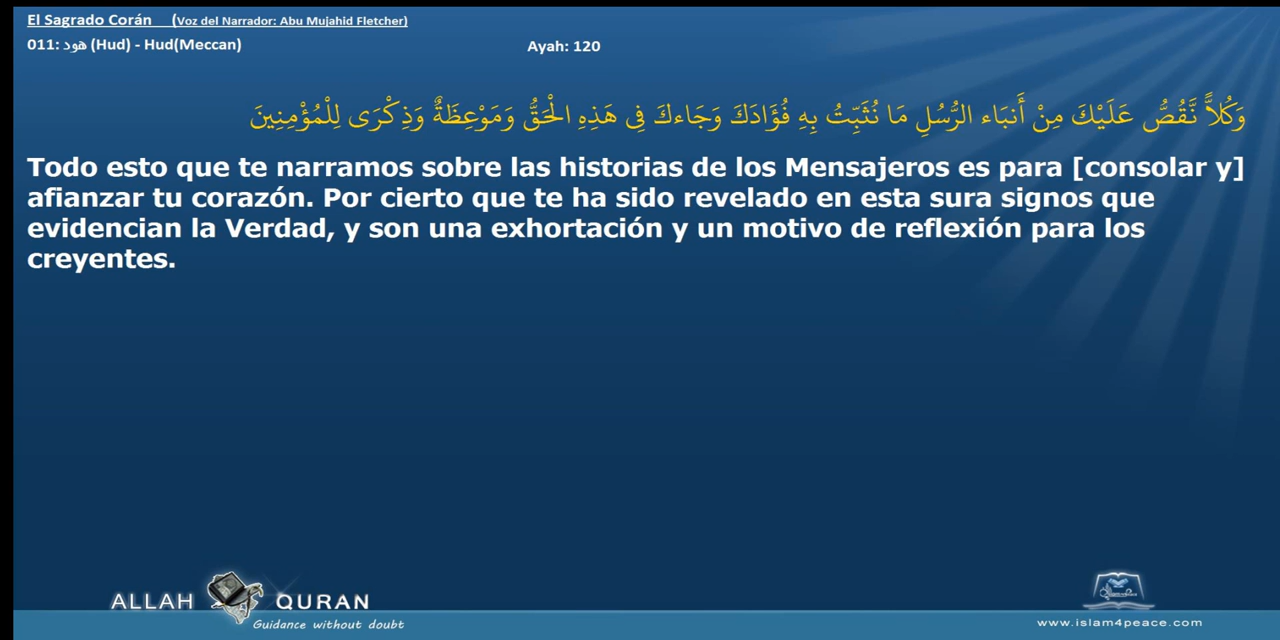 El Sagrado Corán (Voz del Narrador: Abu Mujahid Fletcher)
011: هود (Hud) - Hud(Meccan) Ayah: 120
وَكُلاًّ نَّقُصُّ عَلَيْكَ مِنْ أَنبَاء الرُّسُلِ مَا نُثَبِّتُ بِهِ فُؤَادَكَ وَجَاءكَ فِي هَذِهِ الْحَقُّ وَمَوْعِظَةٌ وَذِكْرَى لِلْمُؤْمِنِينَ
Todo esto que te narramos sobre las historias de los Mensajeros es para [consolar y]
afianzar tu corazón. Por cierto que te ha sido revelado en esta sura signos que
evidencian la Verdad, y son una exhortación y un motivo de reflexión para los
creyentes.
ALLAH QURAN
Guidance without doubt
www.islam4peace.com